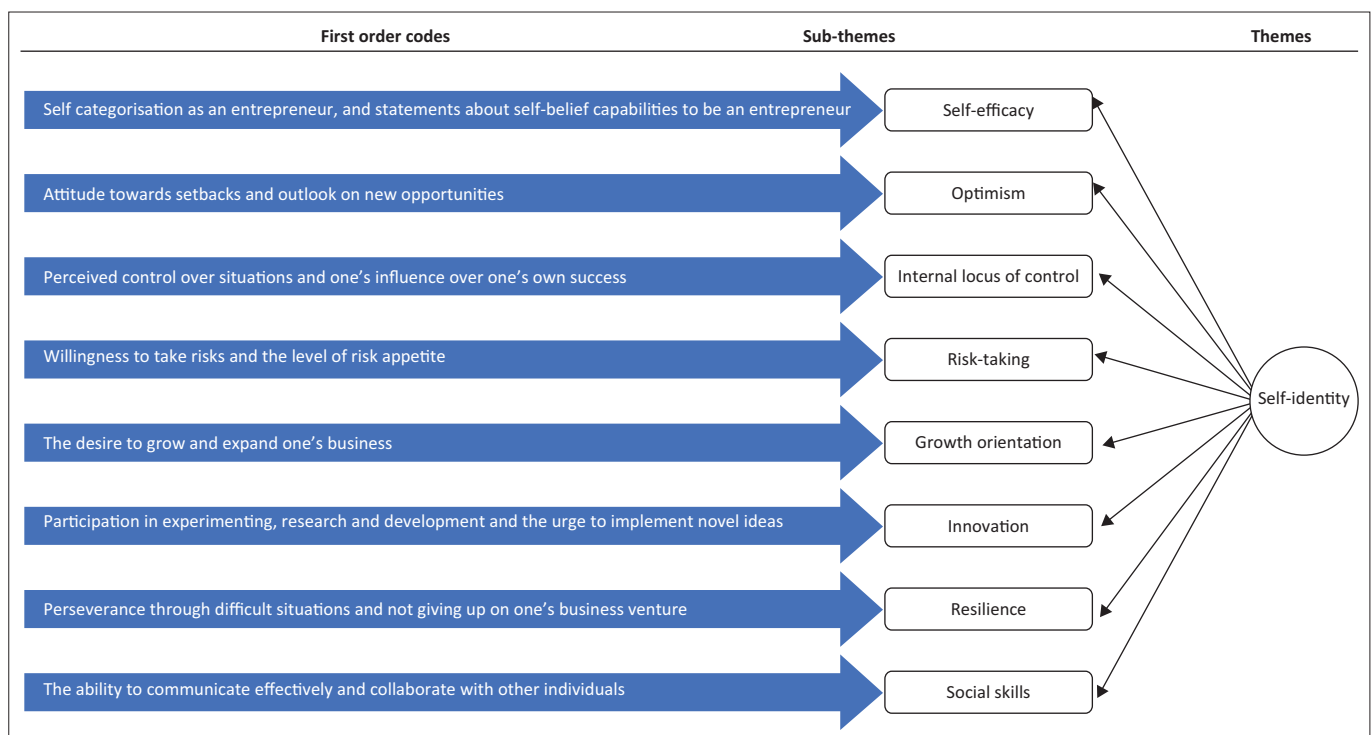 First order codes Sub-themes Themes
Self categorisation as an entrepreneur, and statements about self-belief capabilities to be an entrepreneur Self-efficacy
Attitude towards setbacks and outlook on new opportunities Optimism
Perceived control over situations and one’s influence over one’s own success Internal locus of control
Willingness to take risks and the level of risk appetite Risk-taking
Self-identity
The desire to grow and expand one’s business Growth orientation
Participation in experimenting, research and development and the urge to implement novel ideas Innovation
Perseverance through difficult situations and not giving up on one’s business venture Resilience
The ability to communicate effectively and collaborate with other individuals Social skills